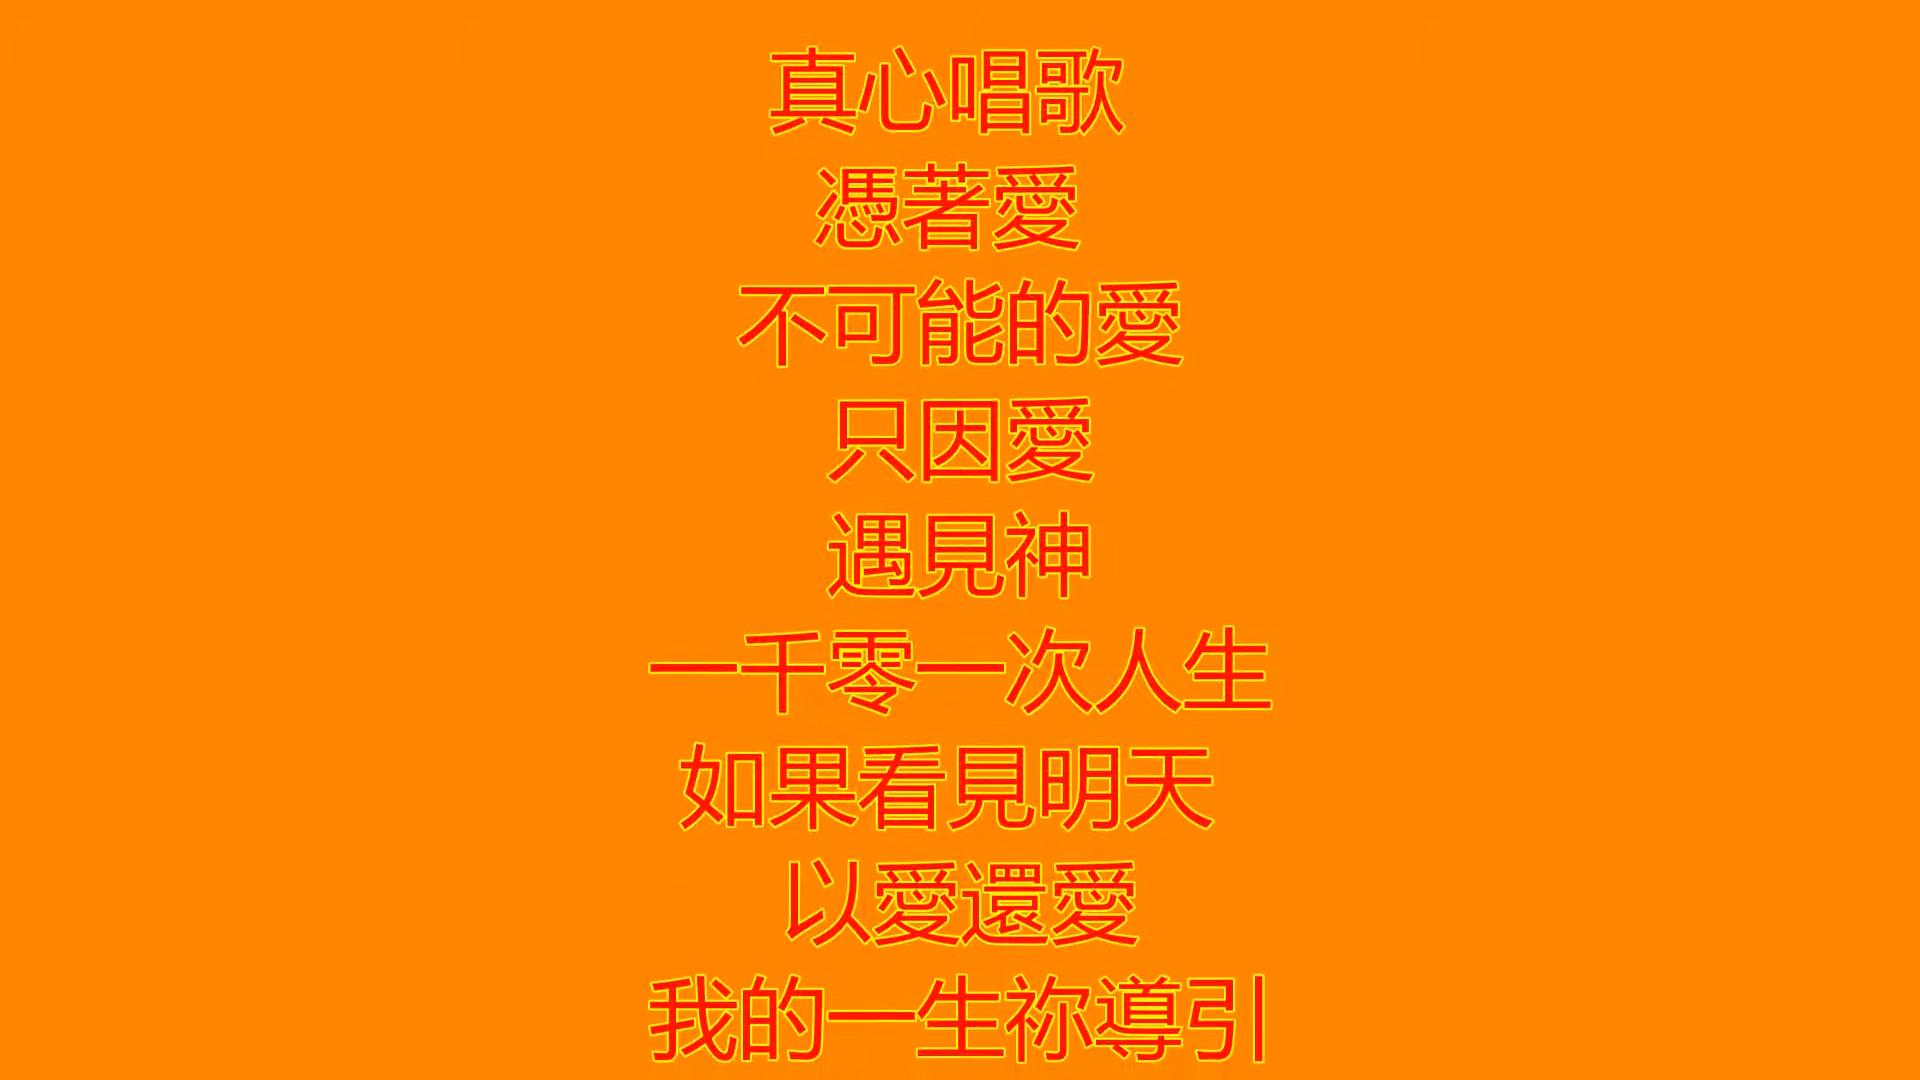 真心唱歌
憑著愛
不可能的愛
只因愛
遇見神
一千零一次人生
如果看見明天
以愛還愛
我的一生祢導引